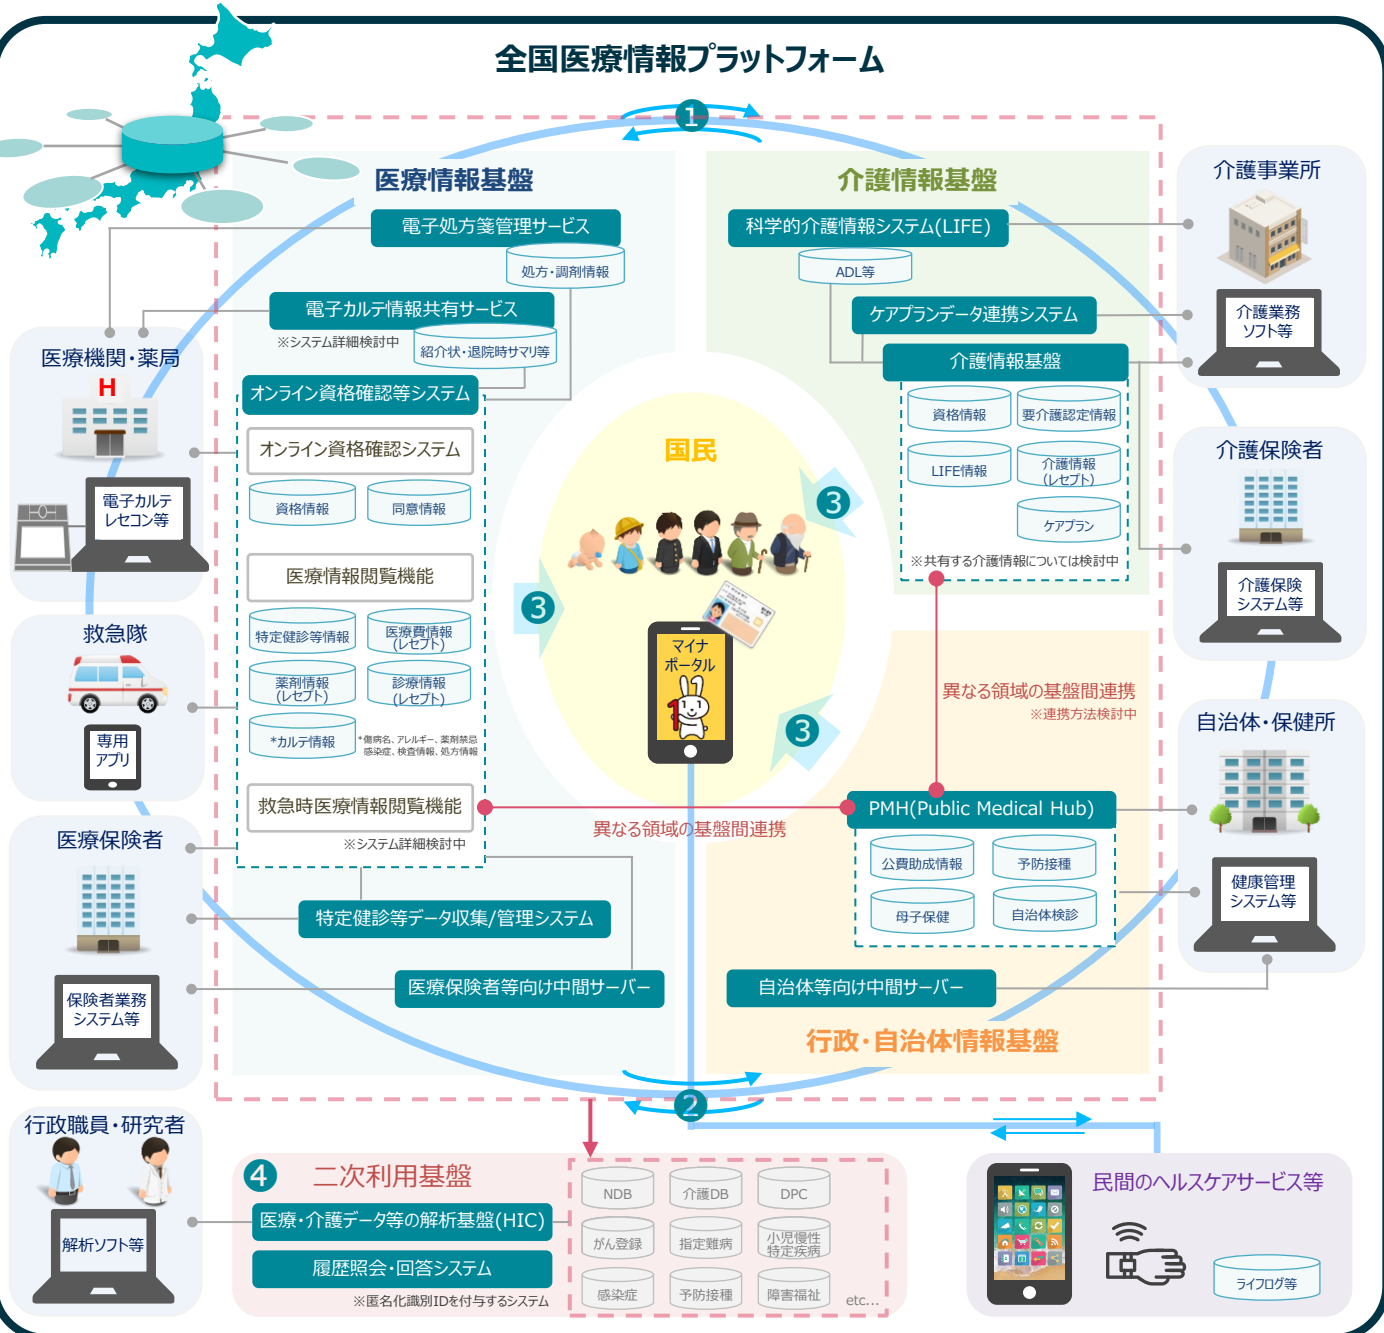 全国医療情報プラットフォーム
1
医療情報基盤
電子処方箋管理サービス
処方・調剤情報
電子カルテ情報共有サービス
※システム詳細検討中
紹介状・退院時サマリ等
オンライン資格確認等システム
オンライン資格確認システム
資格情報
同意情報
医療情報閲覧機能
特定健診等情報
医療費情報
(レセプト)
薬剤情報
(レセプト)
診療情報
(レセプト)
*カルテ情報
*傷病名、アレルギー、薬剤禁忌
感染症、検査情報、処方情報
救急時医療情報閲覧機能
※システム詳細検討中
特定健診等データ収集/管理システム
医療保険者等向け中間サーバー
介護情報基盤
科学的介護情報システム(LIFE)
ADL等
ケアプランデータ連携システム
介護情報基盤
資格情報
要介護認定情報
LIFE情報
介護情報
(レセプト)
ケアプラン
※共有する介護情報については検討中
国民
3
3
3
マイナ
ポータル
1
異なる領域の基盤間連携
※連携方法検討中
異なる領域の基盤間連携
PMH(Public Medical Hub)
公費助成情報
予防接種
母子保健
自治体検診
自治体等向け中間サーバー
行政・自治体情報基盤
2
医療機関・薬局
H
電子カルテ
レセコン等
救急隊
専用
アプリ
医療保険者
保険者業務
システム等
行政職員・研究者
解析ソフト等
介護事業所
介護業務
ソフト等
介護保険者
介護保険
システム等
自治体・保健所
健康管理
システム等
4
二次利用基盤
医療・介護データ等の解析基盤(HIC)
履歴照会・回答システム
※匿名化識別IDを付与するシステム
NDB
介護DB
DPC
がん登録
指定難病
小児慢性
特定疾病
感染症
予防接種
障害福祉
etc...
民間のヘルスケアサービス等
ライフログ等